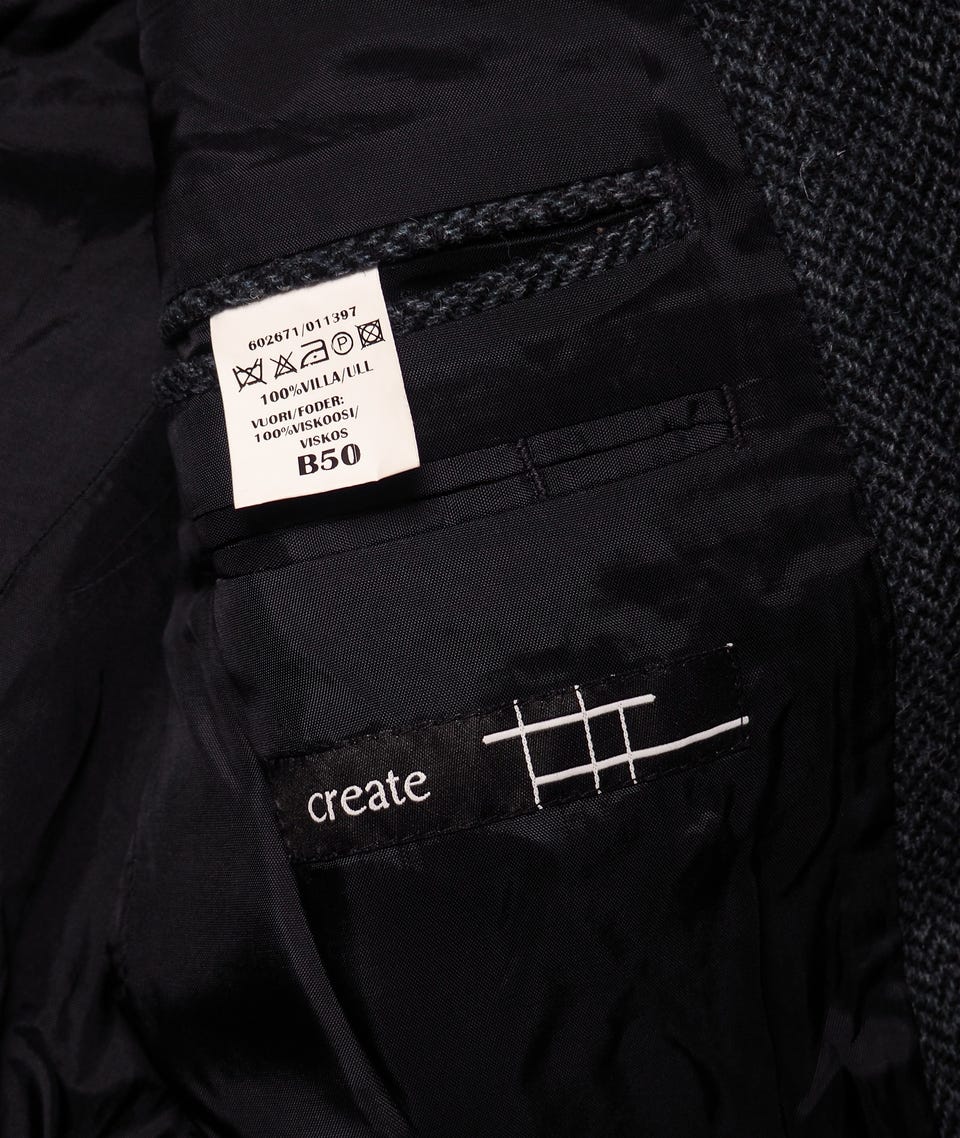 602671/011397
P
100%VILLA/ULL
VUORI/FODER:
100%VISKOOSI/
VISKOS
B50
create